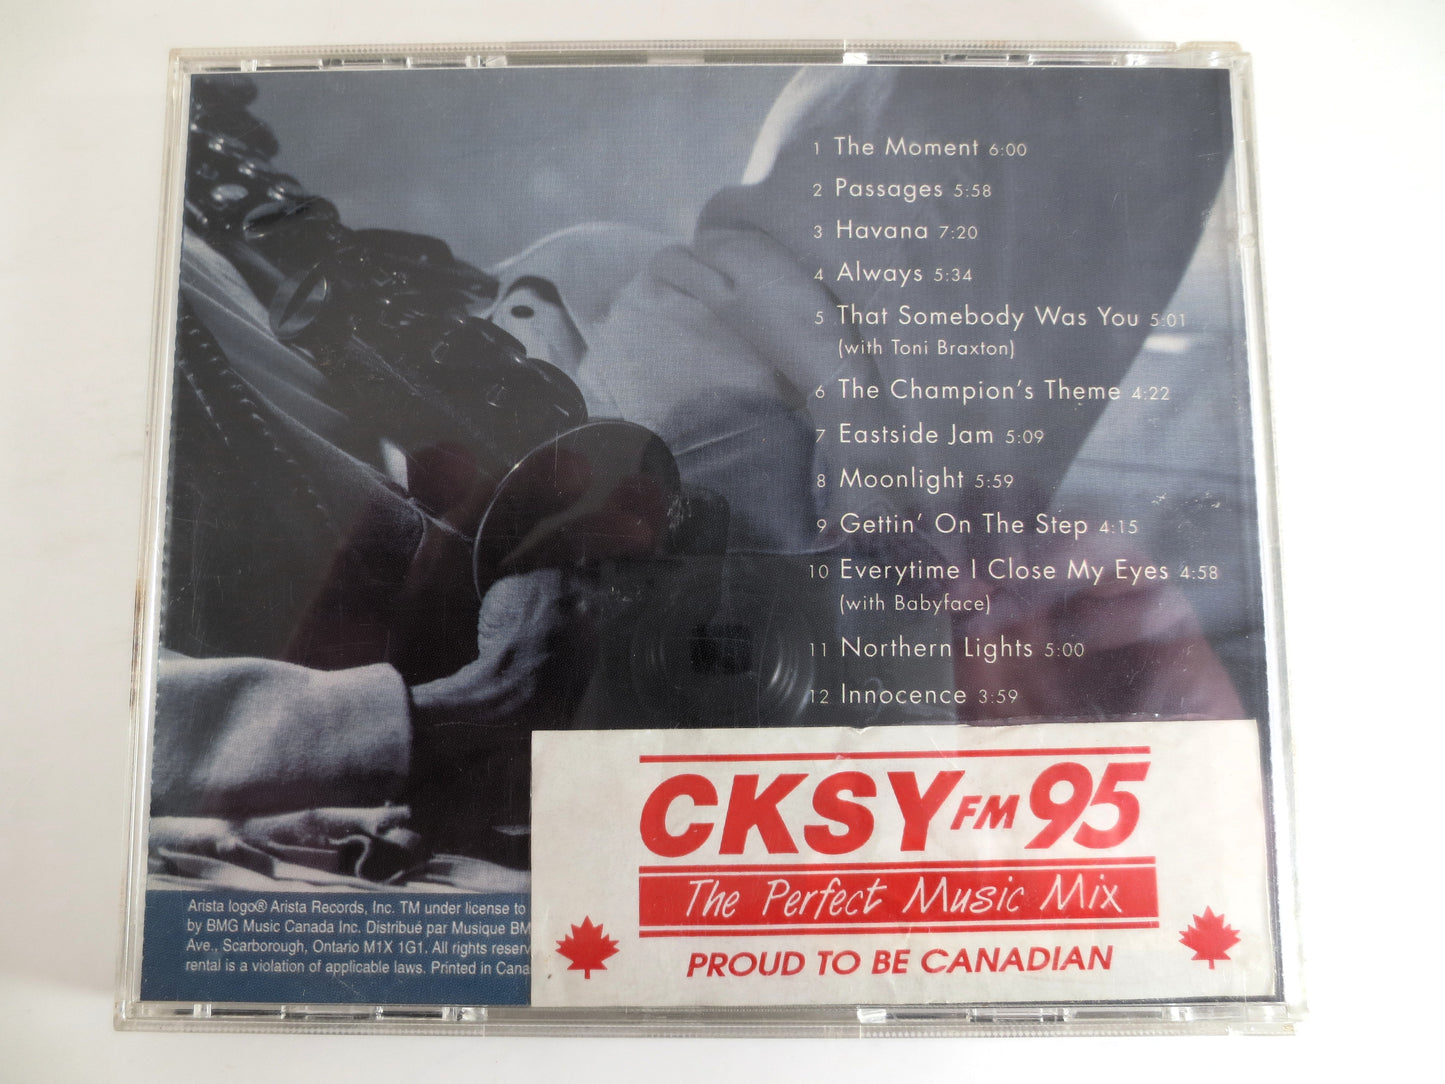 1 The Moment 6:00
2 Passages 5:58
3 Havana 7:20
4 Always 5:34
5 That Somebody Was You 5:01
(with Toni Braxton)
6 The Champion's Theme 4:22
7 Eastside Jam 5:09
8 Moonlight 5:59
9 Gettin' On The Step 4:15
10 Everytime I Close My Eyes 4:58
(with Babyface)
11 Northern Lights 5:00
12 Innocence 3:59
CKSY FM 95
The Perfect Music Mix
PROUD TO BE CANADIAN
Arista logo® Arista Records, Inc. TM under license to
by BMG Music Canada Inc. Distribué par Musique BM
Ave., Scarborough, Ontario M1X 1G1. All rights reserv
rental is a violation of applicable laws. Printed in Cana